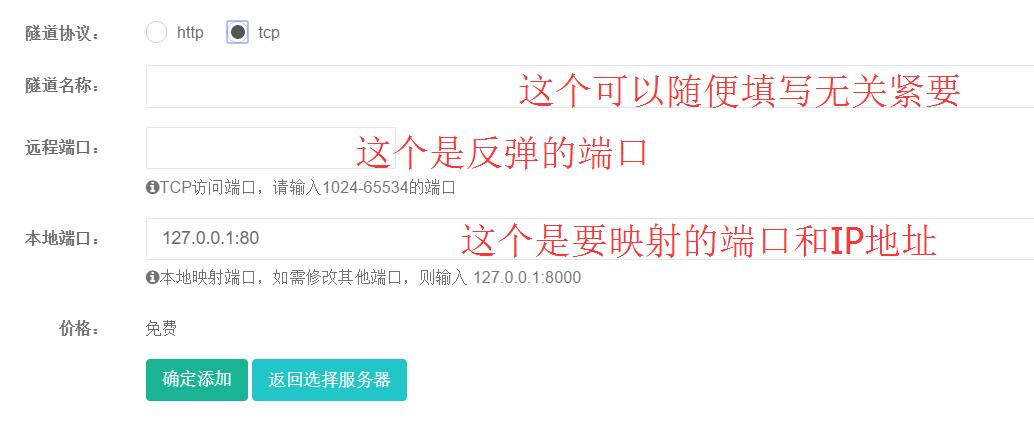 隧道协议： http tcp
隧道名称： 这个可以随便填写无关紧要
远程端口： 这个是反弹的端口
TCP访问端口，请输入1024-65534的端口
本地端口： 127.0.0.1:80 这个是要映射的端口和IP地址
本地映射端口，如需修改其他端口，则输入 127.0.0.1:8000
价格： 免费
确定添加 返回选择服务器